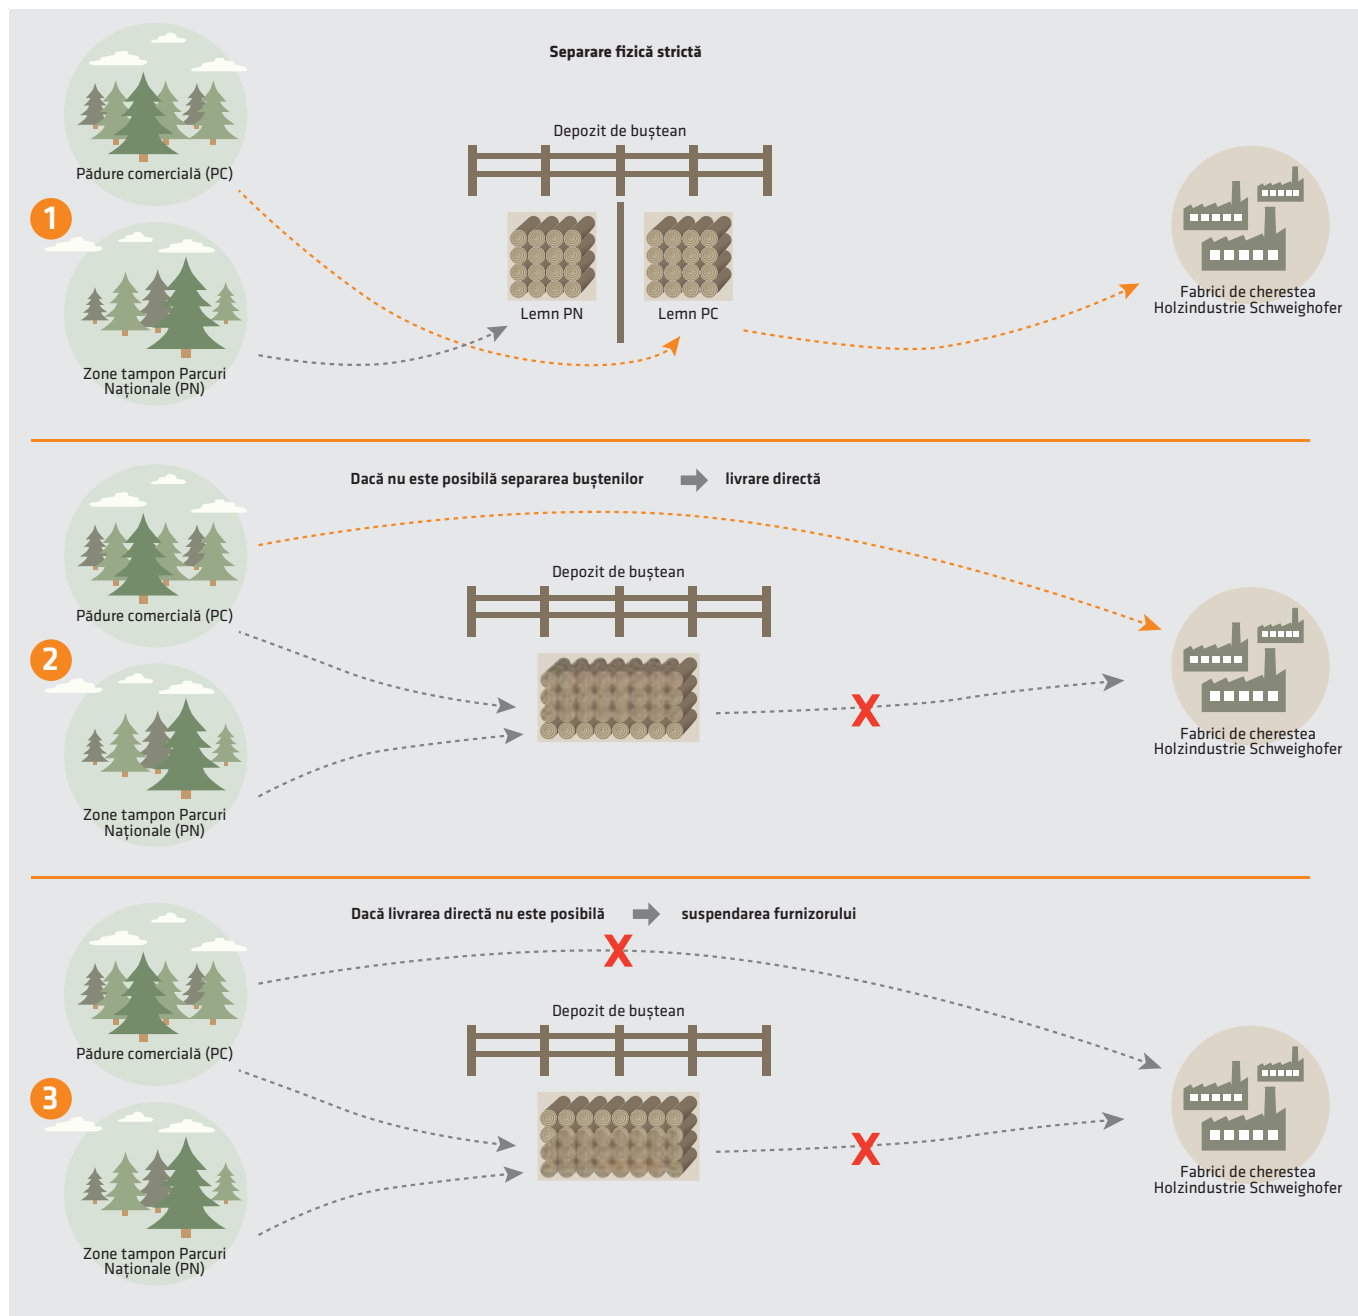 Separare fizică strictă
Depozit de buștean
Pădure comercială (PC)
1
Lemn PN
Lemn PC
Fabrici de cherestea
Holzindustrie Schweighofer
Zone tampon Parcuri
Naționale (PN)
Dacă nu este posibilă separarea buștenilor livrare directă
Depozit de buștean
Pădure comercială (PC)
2
X
Fabrici de cherestea
Holzindustrie Schweighofer
Zone tampon Parcuri
Naționale (PN)
Dacă livrarea directă nu este posibilă suspendarea furnizorului
X
Depozit de buștean
Pădure comercială (PC)
3
X
Fabrici de cherestea
Holzindustrie Schweighofer
Zone tampon Parcuri
Naționale (PN)